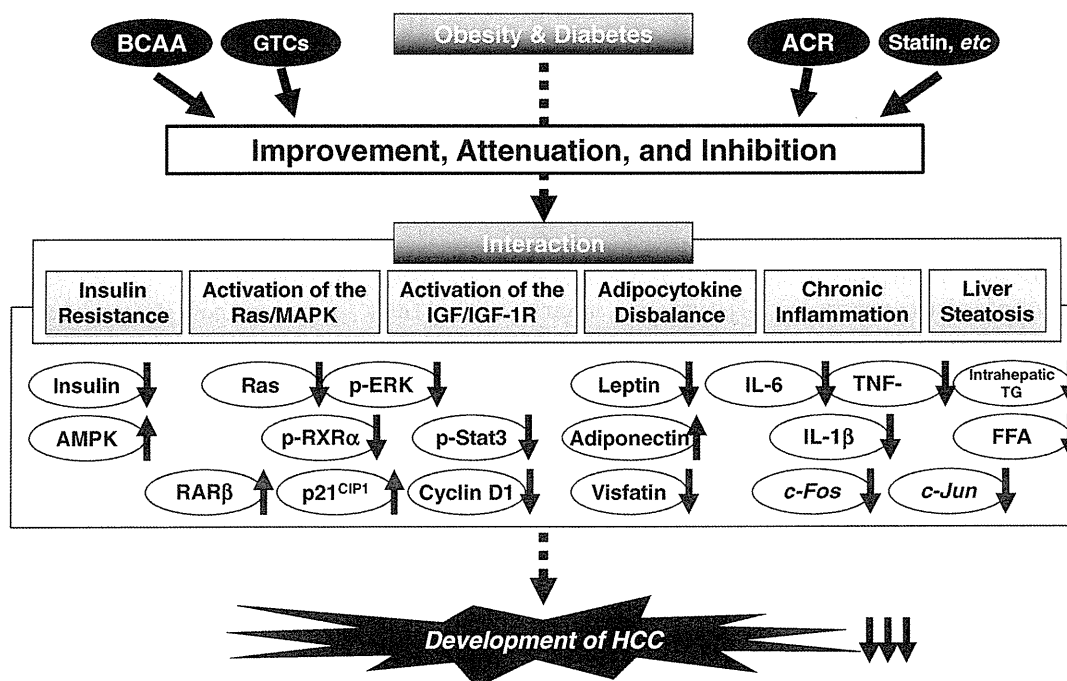 BCAA
GTCs
Obesity & Diabetes
ACR
Statin, etc
Improvement, Attenuation, and Inhibition
Interaction
Insulin
Resistance
Activation of the
Ras/MAPK
Activation of the
IGF/IGF-1R
Adipocytokine
Disbalance
Chronic
Inflammation
Liver
Steatosis
Insulin
Ras
p-ERK
Leptin
IL-6
TNF-
Intrahepatic
TG
AMPK
p-RXRα
p-Stat3
Adiponectin
IL-1β
FFA
RARβ
p21CIP1
Cyclin D1
Visfatin
c-Fos
c-Jun
Development of HCC